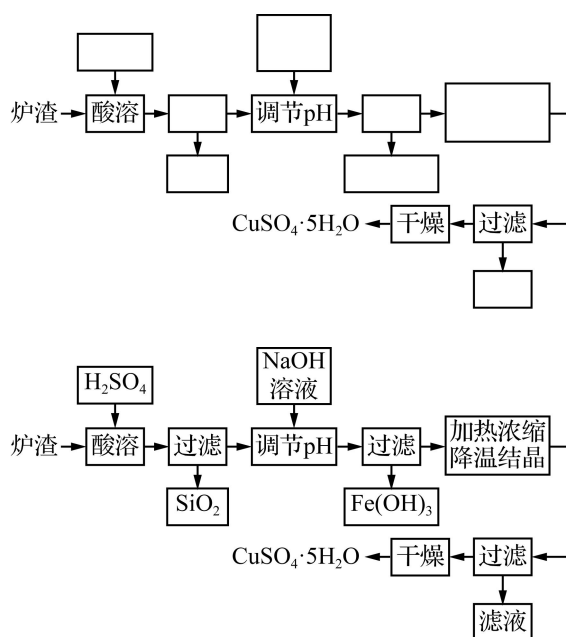 炉渣 酸溶 调节pH
CuSO₄·5H₂O 干燥 过滤
H₂SO₄ NaOH
溶液
炉渣 酸溶 过滤 调节pH 过滤 加热浓缩
降温结晶
SiO₂ Fe(OH)₃
CuSO₄·5H₂O 干燥 过滤
滤液